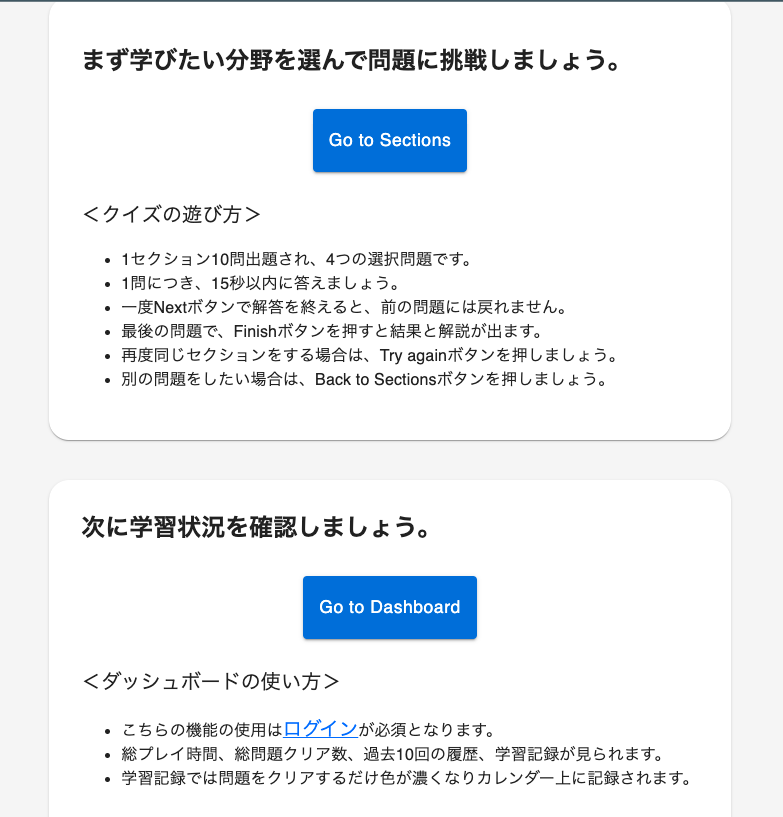 まず学びたい分野を選んで問題に挑戦しましょう。
Go to Sections
＜クイズの遊び方＞
1セクション10問出題され、4つの選択問題です。
1問につき、15秒以内に答えましょう。
一度Nextボタンで解答を終えると、前の問題には戻れません。
最後の問題で、Finishボタンを押すと結果と解説が出ます。
再度同じセクションをする場合は、Try againボタンを押しましょう。
別の問題をしたい場合は、Back to Sectionsボタンを押しましょう。
次に学習状況を確認しましょう。
Go to Dashboard
＜ダッシュボードの使い方＞
こちらの機能の使用はログインが必須となります。
総プレイ時間、総問題クリア数、過去10回の履歴、学習記録が見られます。
学習記録では問題をクリアするだけ色が濃くなりカレンダー上に記録されます。